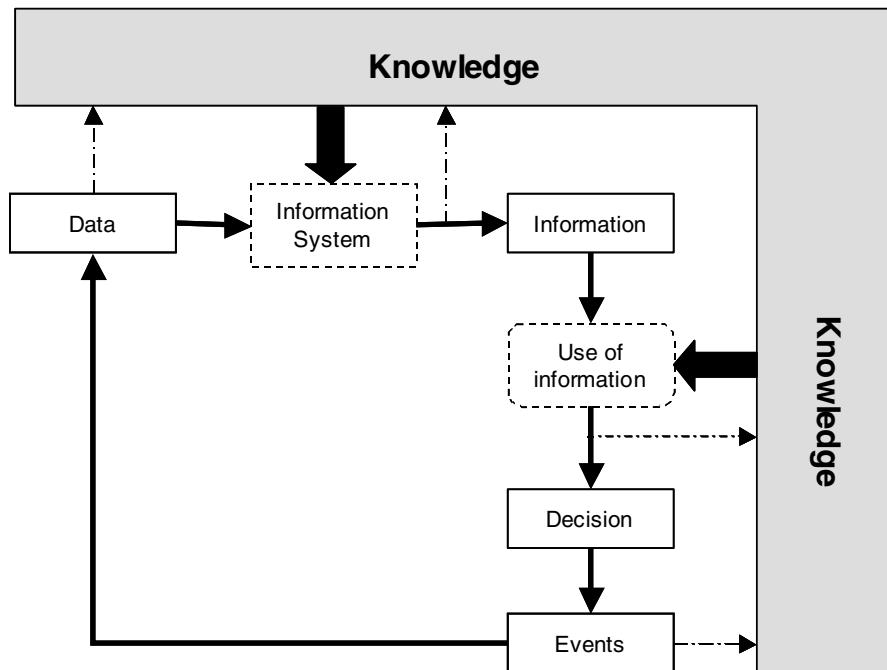 Knowledge
Data
Information
System
Information
Use of
information
Knowledge
Decision
Events